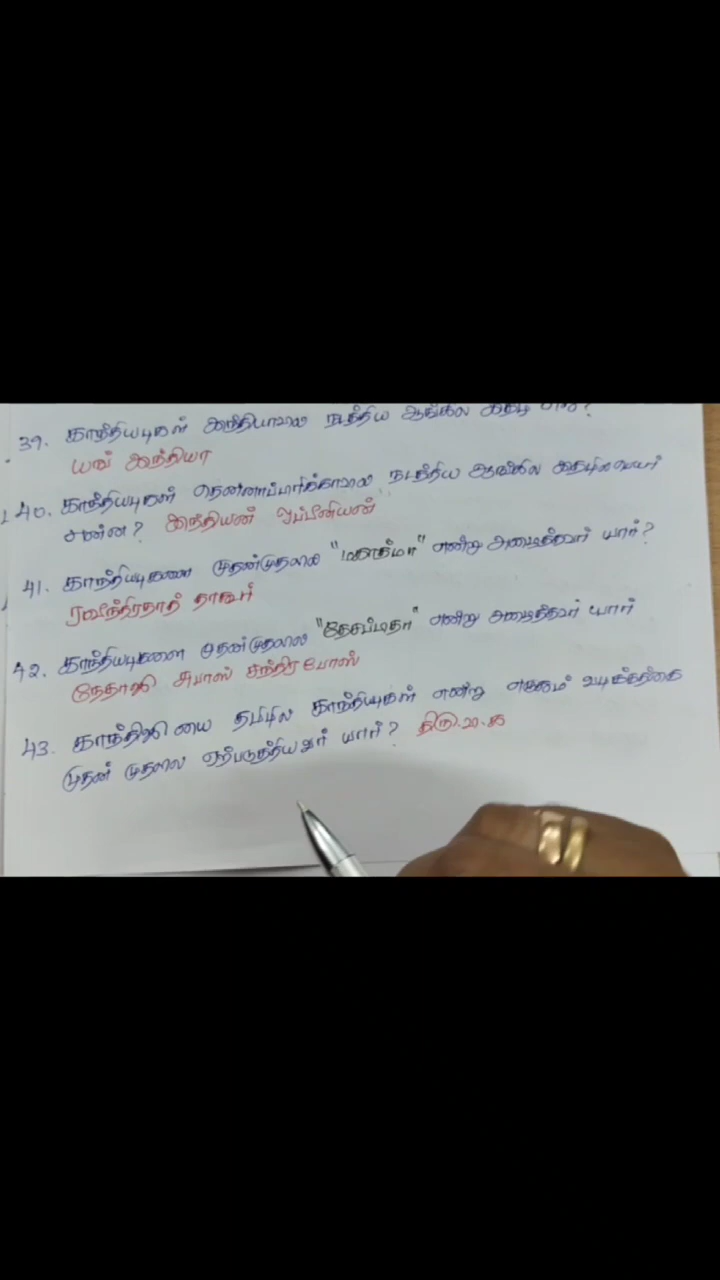 39. காந்தியடிகள் இந்தியாவில் நடத்திய ஆங்கில இதழ் எது?
யங் இந்தியா
40. காந்தியடிகள் தென்னாப்பிரிக்காவில் நடத்திய ஆங்கில இதழின் பெயர்
என்ன? இந்தியன் ஒப்பீனியன்
41. காந்தியடிகளை முதன்முதலில் "மகாத்மா" என்று அழைத்தவர் யார்?
ரவீந்திரநாத் தாகூர்
42. காந்தியடிகளை முதன்முதலில் "தேசப்பிதா" என்று அழைத்தவர் யார்
நேதாஜி சுபாஸ் சந்திர போஸ்
43. காந்திஜி யை தமிழில் காந்தியடிகள் என்று அழைக்கும் வழக்கத்தை
முதன் முதலில் ஏற்படுத்தியவர் யார்? திரு.வி.க